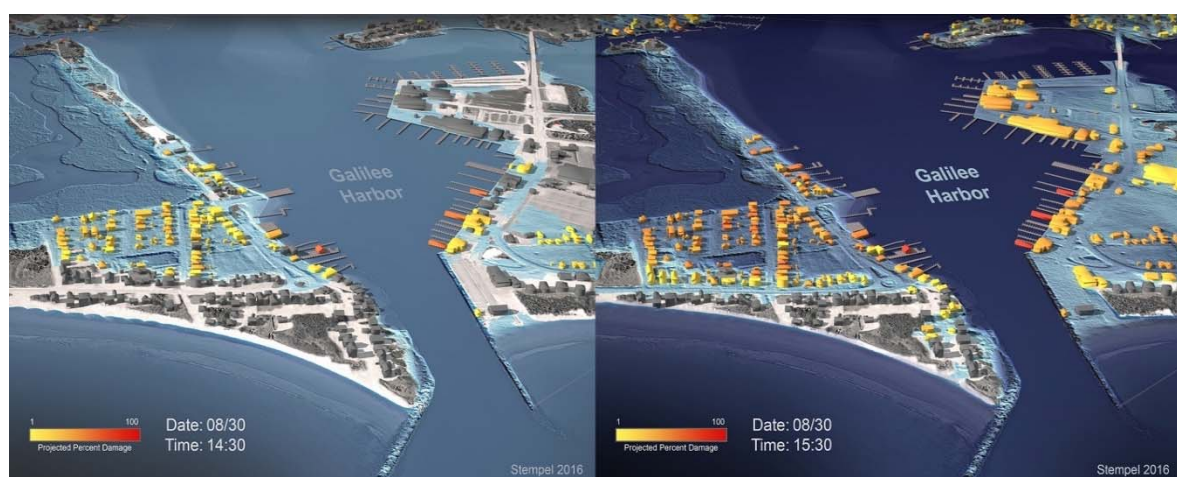 Galilee
Harbor
1
100
Projected Percent Damage
Date: 08/30
Time: 14:30
Stempel 2016
Galilee
Harbor
1
100
Projected Percent Damage
Date: 08/30
Time: 15:30
Stempel 2016